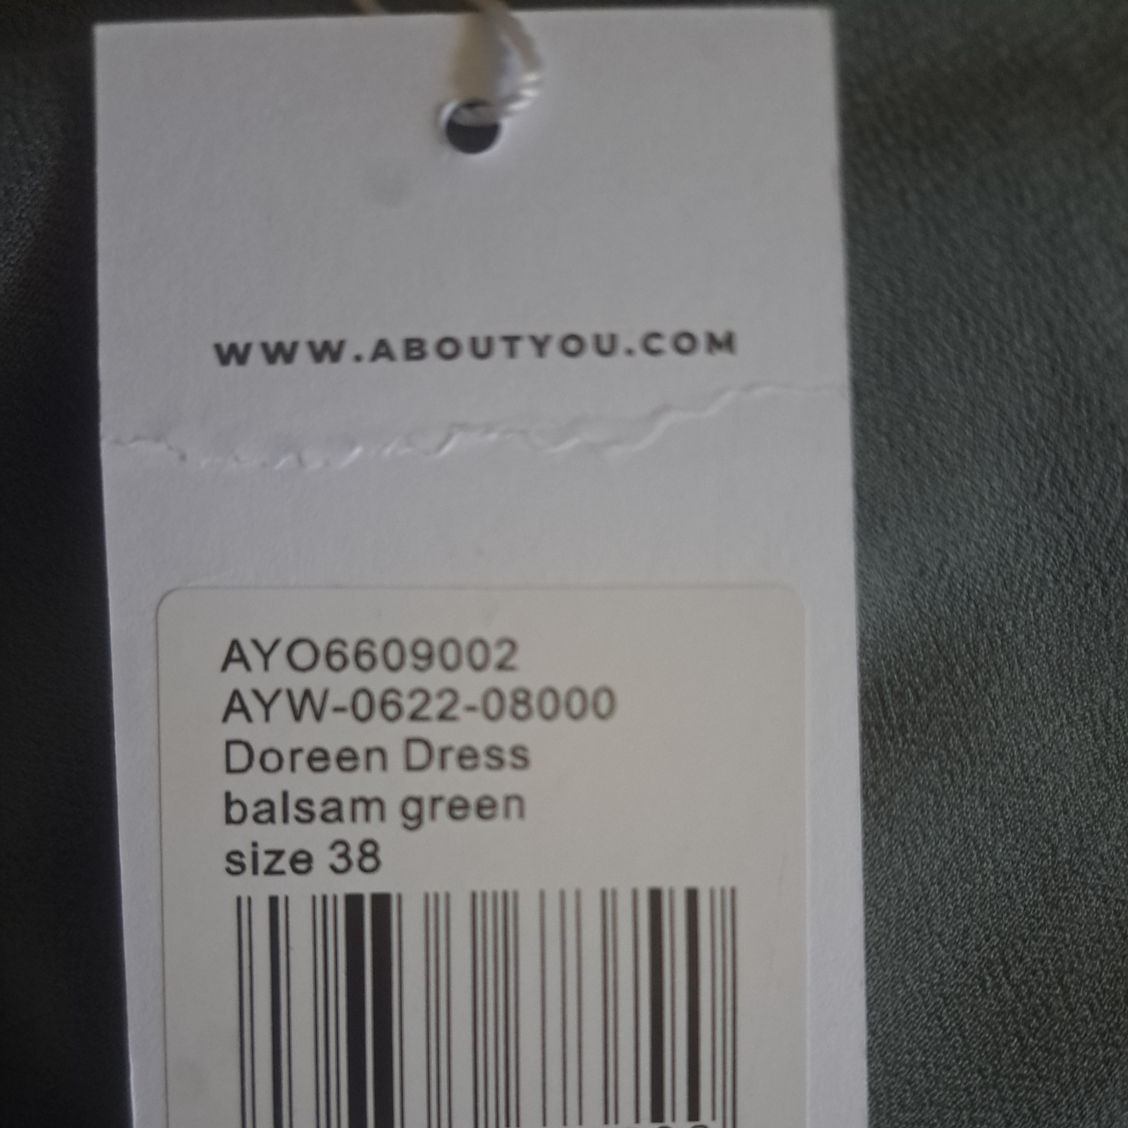 WWW.ABOUTYOU.COM
AYO6609002
AYW-0622-08000
Doreen Dress
balsam green
size 38